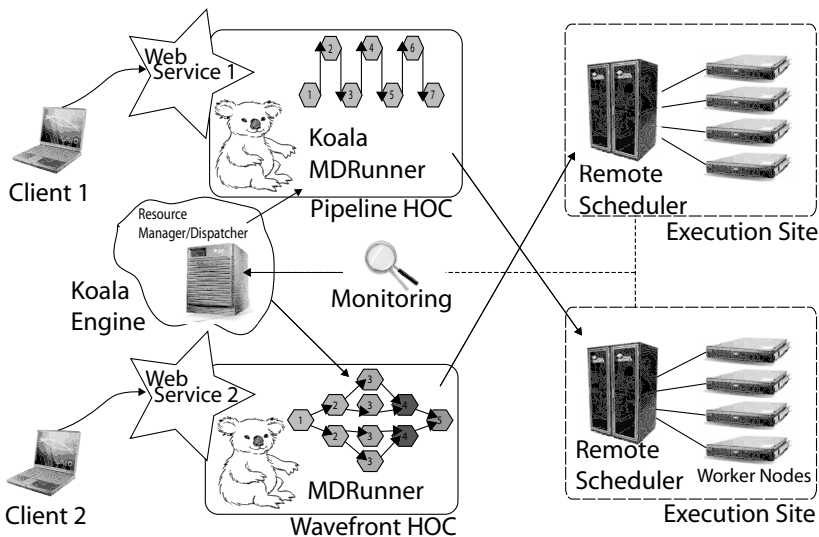 Web
Service 1
2
4
6
1
3
5
7
Koala
MDRunner
Pipeline HOC
Client 1
Remote
Scheduler
Execution Site
Resource
Manager/Dispatcher
Koala
Engine
Monitoring
Web
Service 2
3
2
3
4
1
5
2
3
4
3
MDRunner
Wavefront HOC
Client 2
Remote
Scheduler
Worker Nodes
Execution Site